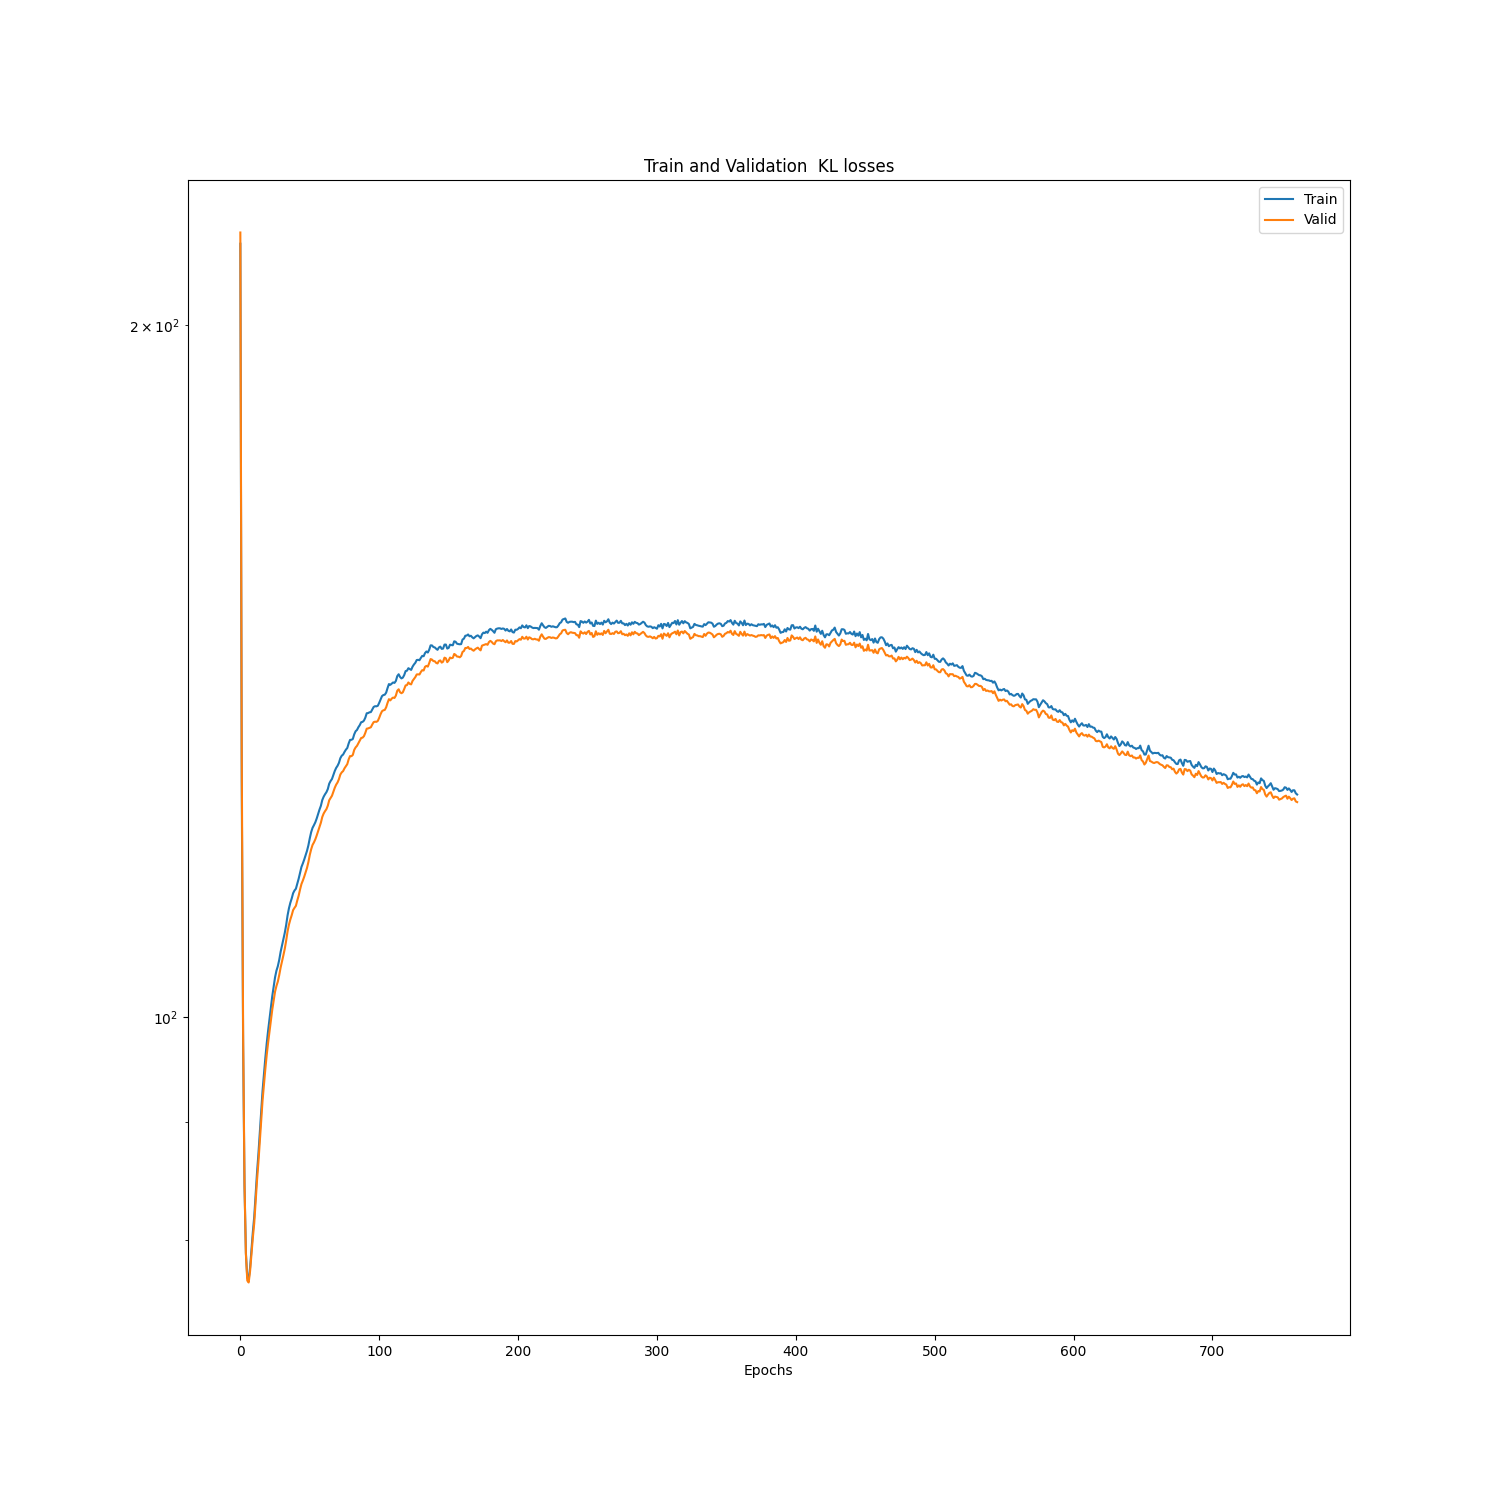 Train and Validation  KL losses
Train
Valid
2 × 10²
10²
0 100 200 300 400 500 600 700
Epochs